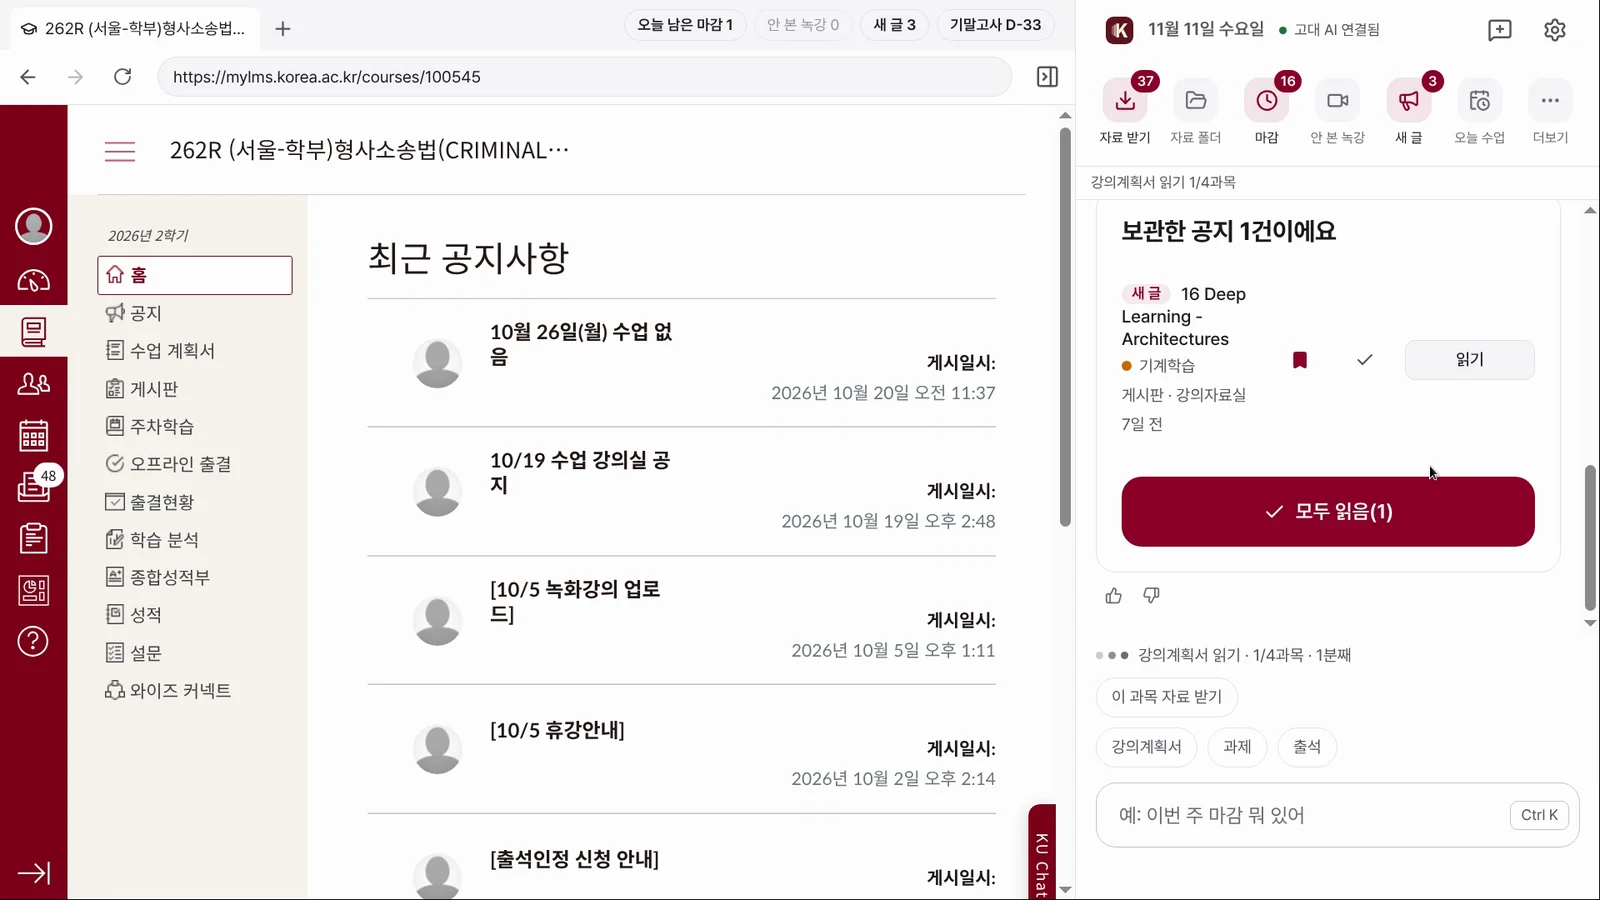 262R (서울-학부)형사소송법...
오늘 남은 마감 1
안 본 녹강 0
새 글 3
기말고사 D-33
https://mylms.korea.ac.kr/courses/100545
262R (서울-학부)형사소송법(CRIMINAL···
48
2026년 2학기
홈
공지
수업 계획서
게시판
주차학습
오프라인 출결
출결현황
학습 분석
종합성적부
성적
설문
와이즈 커넥트
최근 공지사항
10월 26일(월) 수업 없
음
게시일시:
2026년 10월 20일 오전 11:37
10/19 수업 강의실 공
지
게시일시:
2026년 10월 19일 오후 2:48
[10/5 녹화강의 업로
드]
게시일시:
2026년 10월 5일 오후 1:11
[10/5 휴강안내]
게시일시:
2026년 10월 2일 오후 2:14
[출석인정 신청 안내]
게시일시:
KU Chat
K
11월 11일 수요일
고대 AI 연결됨
37
16
3
자료 받기
자료 폴더
마감
안 본 녹강
새 글
오늘 수업
더보기
강의계획서 읽기 1/4과목
보관한 공지 1건이에요
새 글 16 Deep
Learning -
Architectures
기계학습
게시판 · 강의자료실
7일 전
읽기
모두 읽음(1)
강의계획서 읽기 · 1/4과목 · 1분째
이 과목 자료 받기
강의계획서
과제
출석
예: 이번 주 마감 뭐 있어
Ctrl K